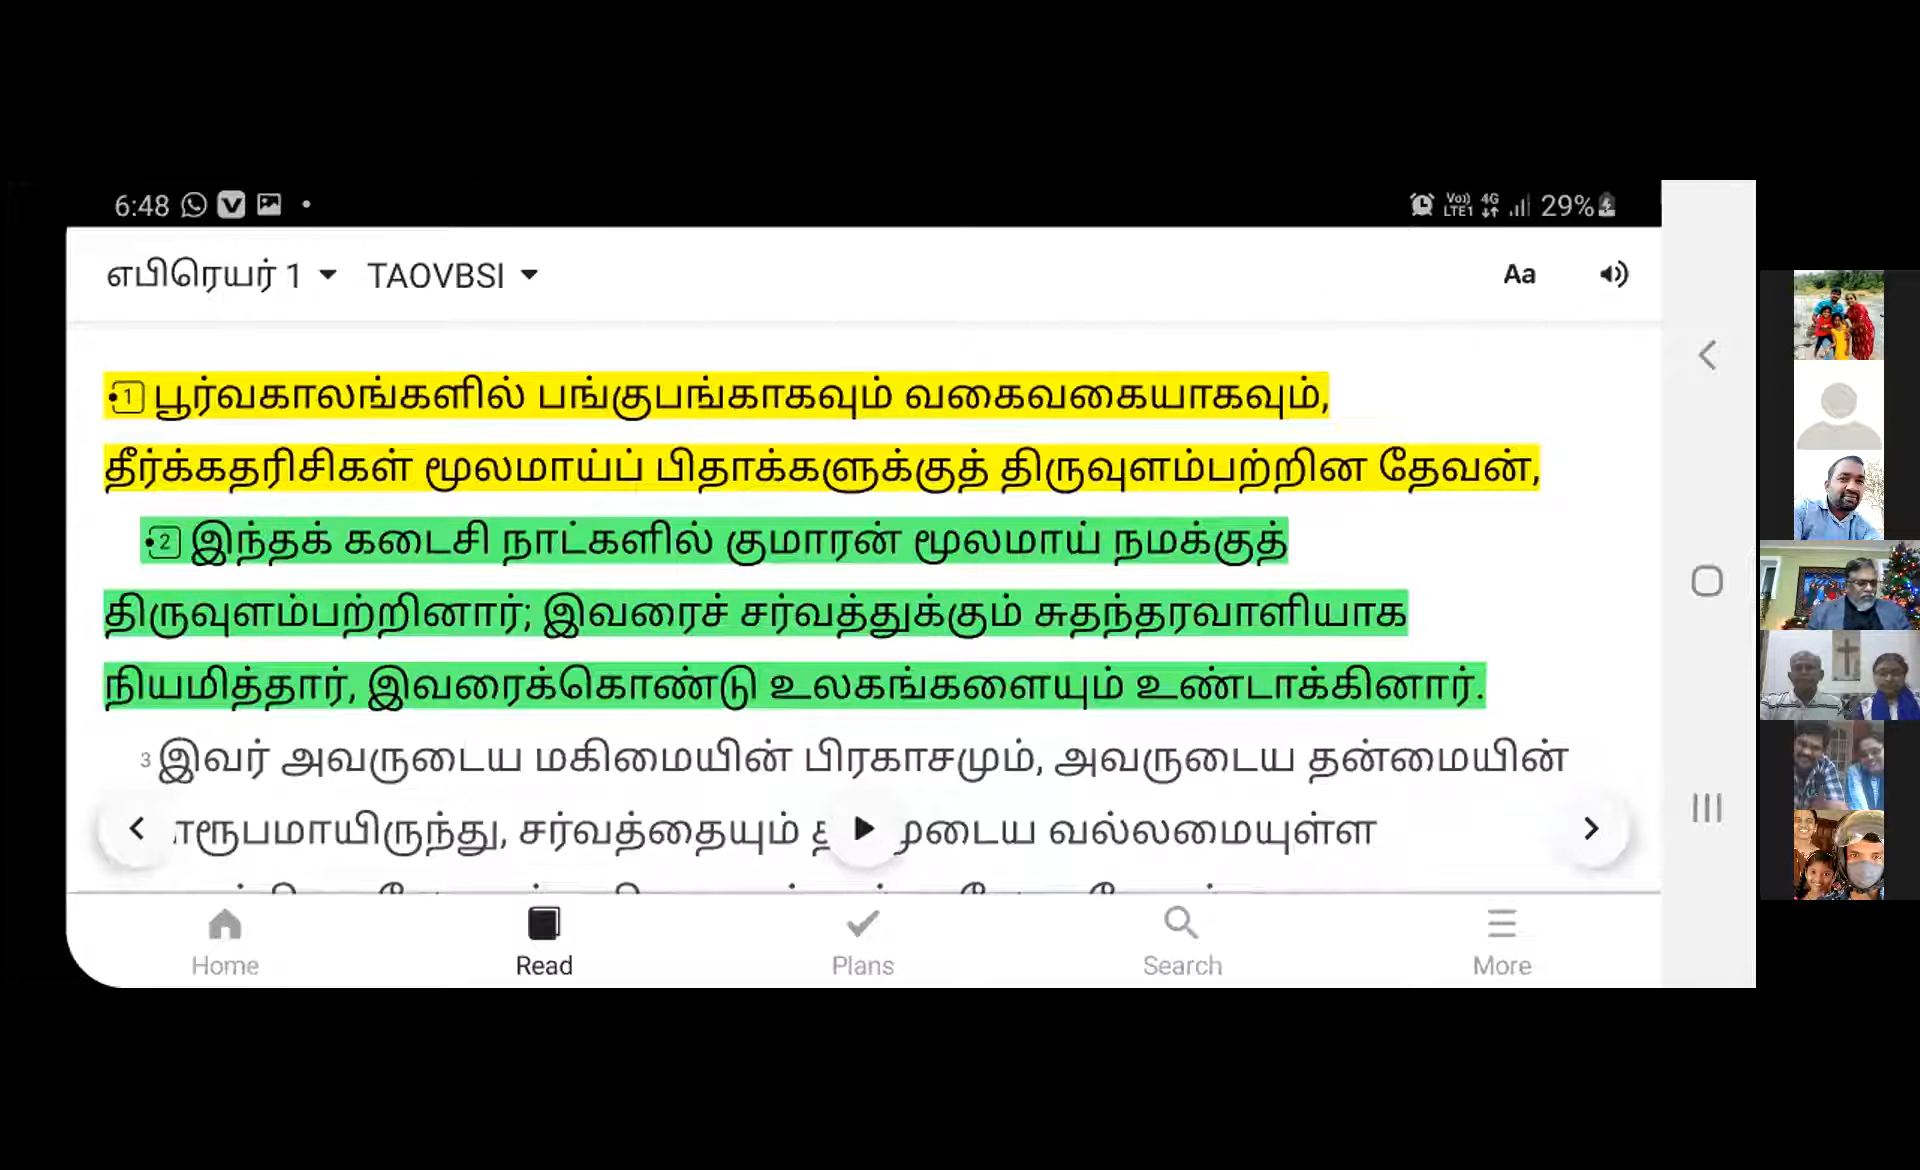 6:48
Vo)) LTE1 4G 29%
எபிரெயர் 1 TAOVBSI Aa
1 பூர்வகாலங்களில் பங்குபங்காகவும் வகைவகையாகவும்,
தீர்க்கதரிசிகள் மூலமாய்ப் பிதாக்களுக்குத் திருவுளம்பற்றின தேவன்,
2 இந்தக் கடைசி நாட்களில் குமாரன் மூலமாய் நமக்குத்
திருவுளம்பற்றினார்; இவரைச் சர்வத்துக்கும் சுதந்தரவாளியாக
நியமித்தார், இவரைக்கொண்டு உலகங்களையும் உண்டாக்கினார்.
3 இவர் அவருடைய மகிமையின் பிரகாசமும், அவருடைய தன்மையின்
சர்வத்தையும் வல்லமையுள்ள
Home Read Plans Search More